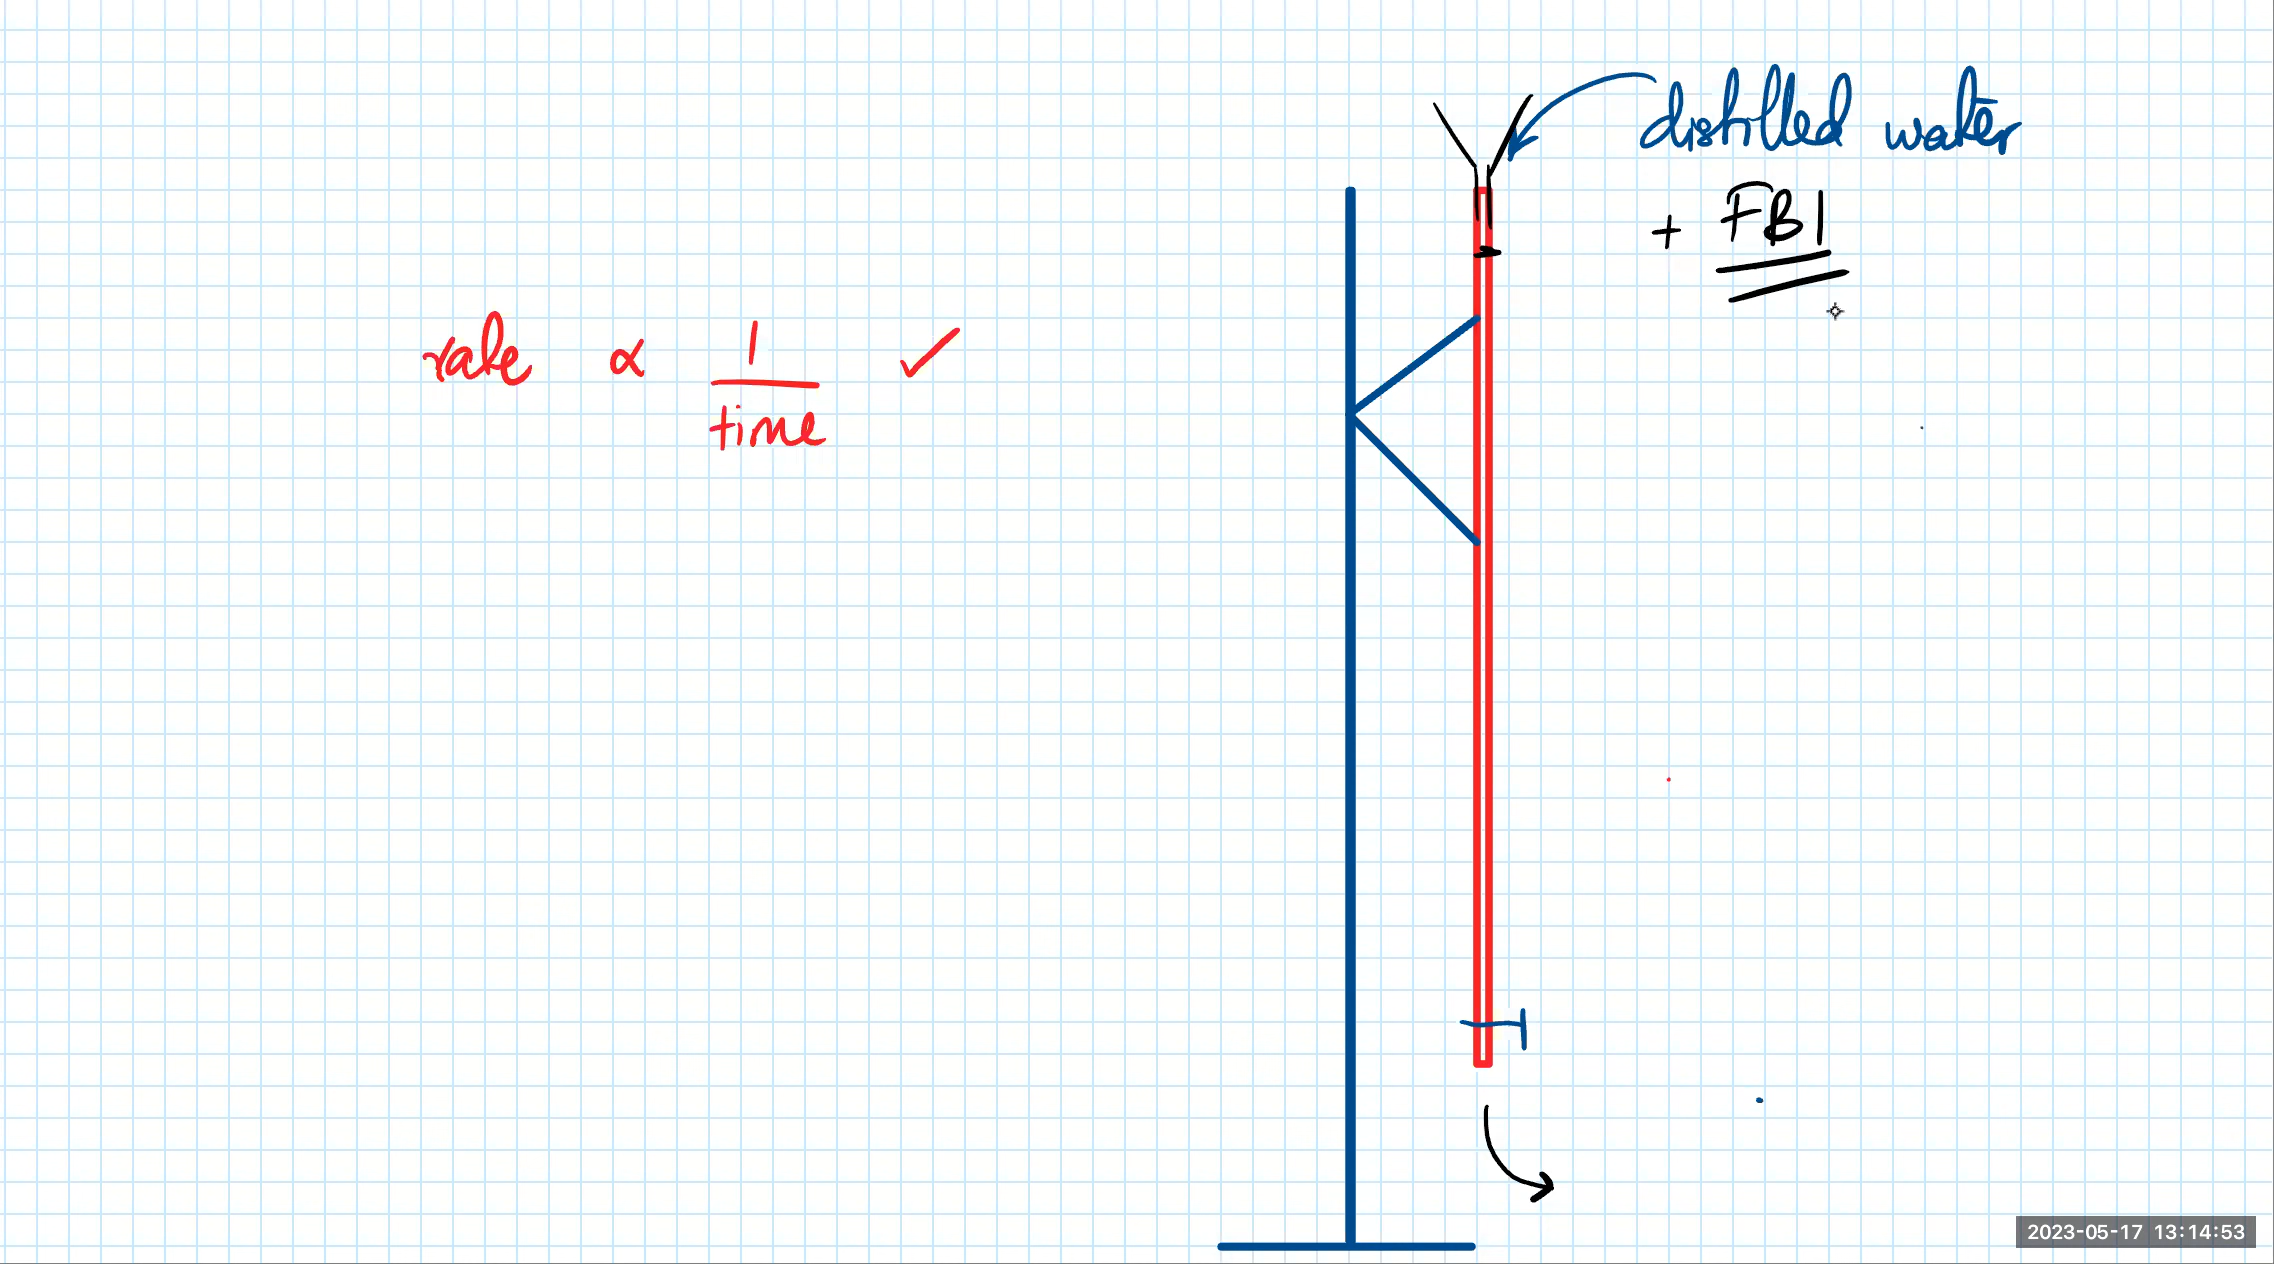 distilled water
+ FBI
rate ∝ 1
time
2023-05-17 13:14:53